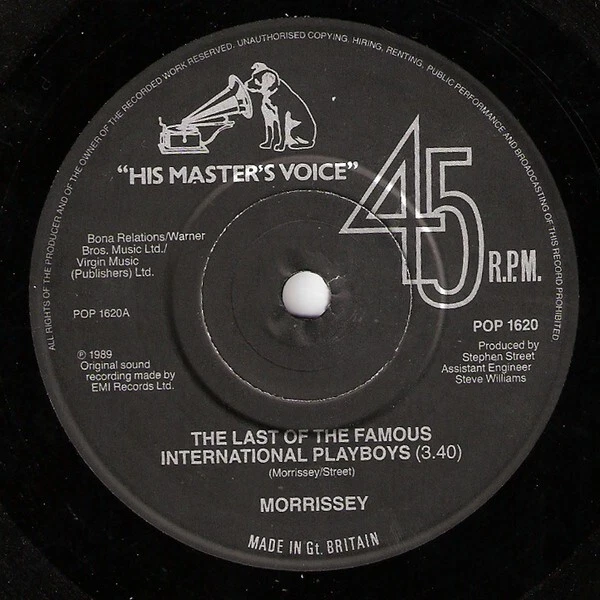 ALL RIGHTS OF THE PRODUCER AND OF THE OWNER OF THE RECORDED WORK RESERVED. UNAUTHORISED COPYING, HIRING, RENTING, PUBLIC PERFORMANCE AND BROADCASTING OF THIS RECORD PROHIBITED.
"HIS MASTER'S VOICE"
45
R.P.M.
Bona Relations/Warner
Bros. Music Ltd./
Virgin Music
(Publishers) Ltd.
POP 1620A
℗ 1989
Original sound
recording made by
EMI Records Ltd.
POP 1620
Produced by
Stephen Street
Assistant Engineer
Steve Williams
THE LAST OF THE FAMOUS
INTERNATIONAL PLAYBOYS (3.40)
(Morrissey/Street)
MORRISSEY
MADE IN Gt. BRITAIN